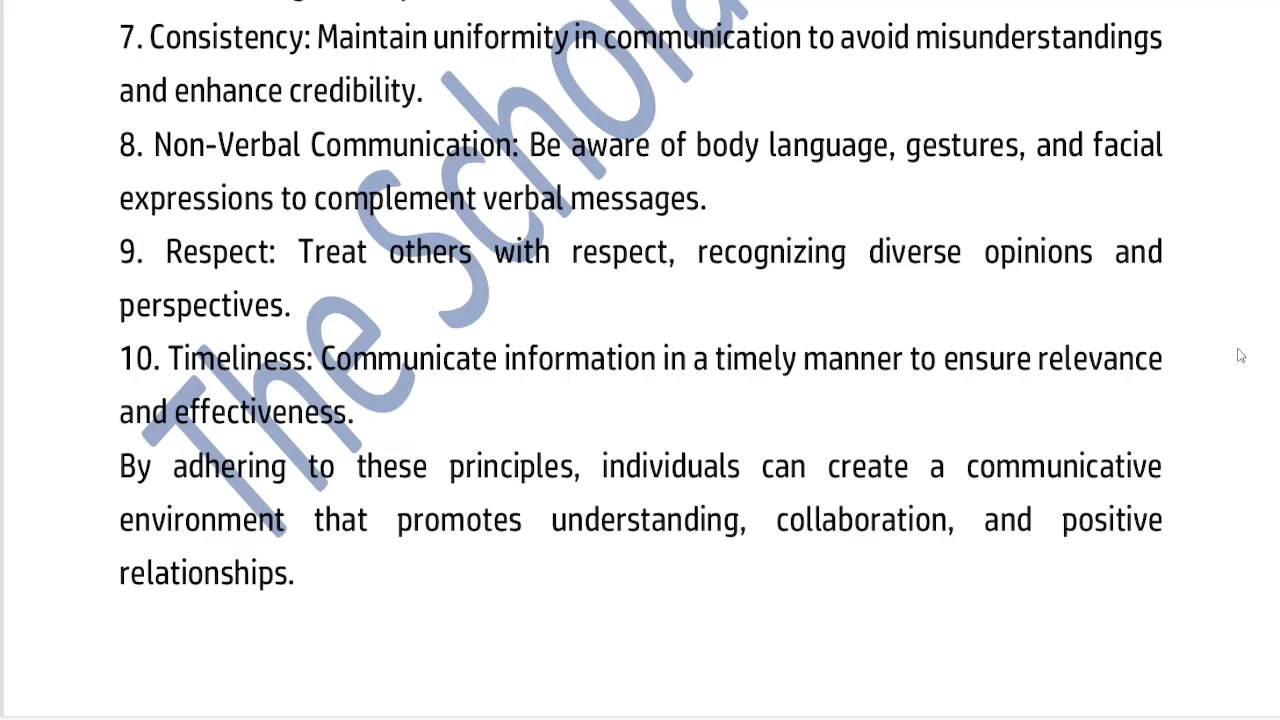 7. Consistency: Maintain uniformity in communication to avoid misunderstandings
and enhance credibility.
8. Non-Verbal Communication: Be aware of body language, gestures, and facial
expressions to complement verbal messages.
9. Respect: Treat others with respect, recognizing diverse opinions and
perspectives.
10. Timeliness: Communicate information in a timely manner to ensure relevance
and effectiveness.
By adhering to these principles, individuals can create a communicative
environment that promotes understanding, collaboration, and positive
relationships.
The